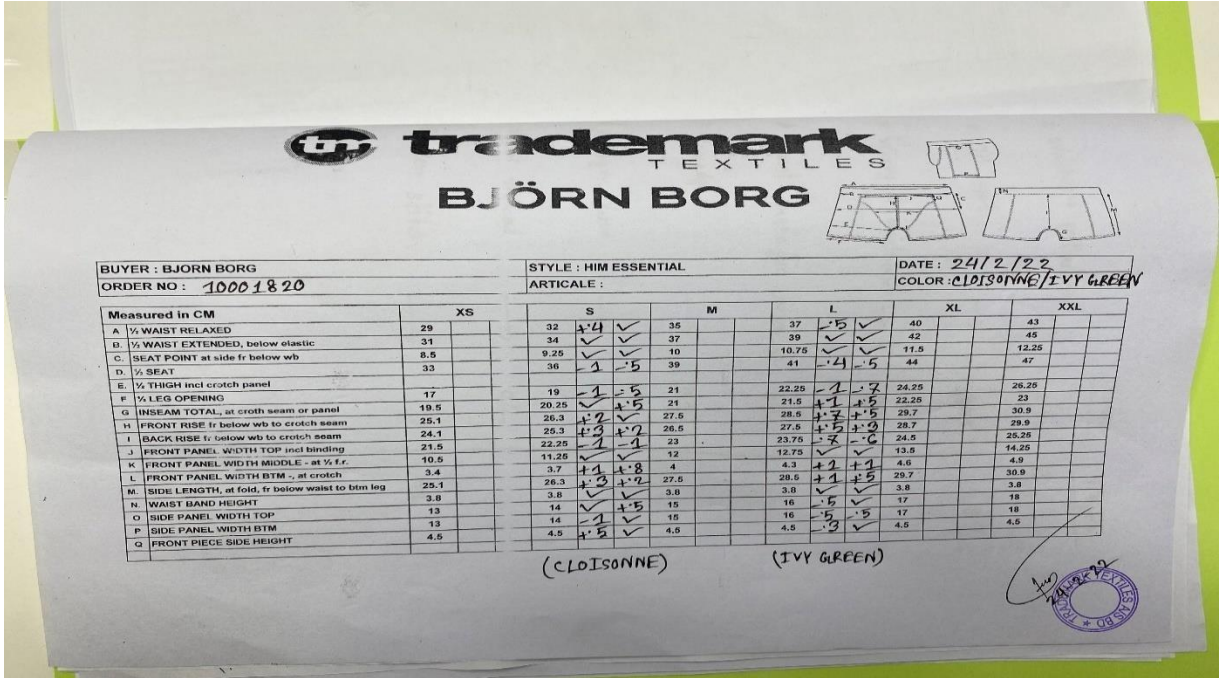 tm trademark
TEXTILES
BJÖRN BORG
BUYER : BJORN BORG STYLE : HIM ESSENTIAL DATE : 24/2/22
ORDER NO : 10001820 ARTICALE : COLOR : CLOISONNE/IVY GREEN
Measured in CM XS S M L XL XXL
A ½ WAIST RELAXED 29 32 +.4 ✓ 35 37 -.5 ✓ 40 43
B. ½ WAIST EXTENDED, below elastic 31 34 ✓ ✓ 37 39 ✓ ✓ 42 45
C. SEAT POINT at side fr below wb 8.5 9.25 ✓ ✓ 10 10.75 ✓ ✓ 11.5 12.25
D. ½ SEAT 33 36 -1 -.5 39 41 -.4 -.5 44 47
E. ½ THIGH incl crotch panel
F ½ LEG OPENING 17 19 -1 -.5 21 22.25 -1 -.7 24.25 26.25
G INSEAM TOTAL, at croth seam or panel 19.5 20.25 ✓ +.5 21 21.5 +1 +.5 22.25 23
H FRONT RISE fr below wb to crotch seam 25.1 26.3 +.2 ✓ 27.5 28.5 +.7 +.5 29.7 30.9
I BACK RISE fr below wb to crotch seam 24.1 25.3 +.3 +.2 26.5 27.5 +.5 +.3 28.7 29.9
J FRONT PANEL WIDTH TOP incl binding 21.5 22.25 -1 -1 23 23.75 -.7 -.6 24.5 25.25
K FRONT PANEL WIDTH MIDDLE - at ½ f.r. 10.5 11.25 ✓ ✓ 12 12.75 ✓ ✓ 13.5 14.25
L FRONT PANEL WIDTH BTM -, at crotch 3.4 3.7 +1 +.8 4 4.3 +1 +1 4.6 4.9
M. SIDE LENGTH, at fold, fr below waist to btm leg 25.1 26.3 +.3 +.2 27.5 28.5 +1 +.5 29.7 30.9
N. WAIST BAND HEIGHT 3.8 3.8 ✓ ✓ 3.8 3.8 ✓ ✓ 3.8 3.8
O SIDE PANEL WIDTH TOP 13 14 ✓ +.5 15 16 -.5 ✓ 17 18
P SIDE PANEL WIDTH BTM 13 14 -1 ✓ 15 16 -.5 -.5 17 18
Q FRONT PIECE SIDE HEIGHT 4.5 4.5 +.5 ✓ 4.5 4.5 -.3 ✓ 4.5 4.5
(CLOISONNE) (IVY GREEN)
24-2-22
TRADEMARK TEXTILES A/S BD